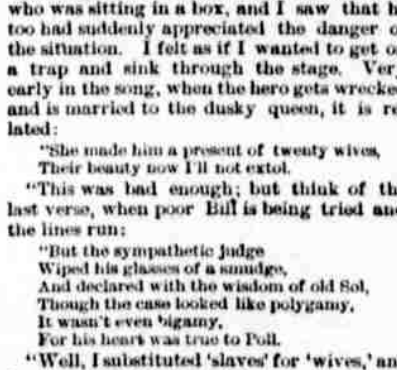 who was sitting in a box, and I saw that h
too had suddenly appreciated the danger o
the situation. I felt as if I wanted to get o
a trap and sink through the stage. Ver
early in the song, when the hero gets wrecke
and is married to the dusky queen, it is re
lated:
"She made him a present of twenty wives,
Their beauty now I'll not extol.
"This was bad enough; but think of th
last verse, when poor Bill is being tried and
the lines run:
"But the sympathetic judge
Wiped his glasses of a smudge,
And declared with the wisdom of old Sol,
Though the case looked like polygamy,
It wasn't even bigamy,
For his heart was true to Poll.
"Well, I substituted 'slaves' for 'wives,' an